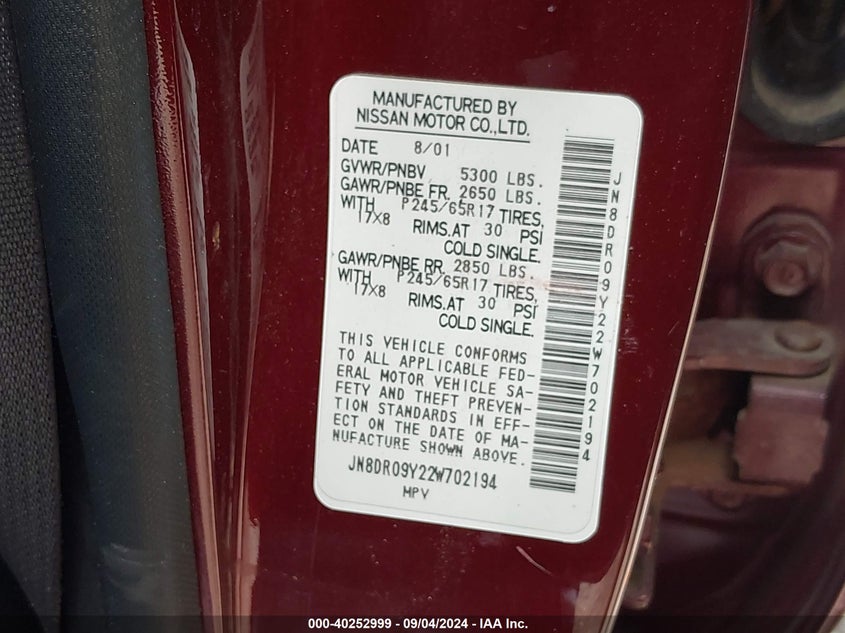 MANUFACTURED BY
NISSAN MOTOR CO.,LTD.
DATE 8/01
GVWR/PNBV 5300 LBS.
GAWR/PNBE FR. 2650 LBS.
WITH P245/65R17 TIRES,
17X8 RIMS.AT 30 PSI
COLD SINGLE.
GAWR/PNBE RR. 2850 LBS.
WITH P245/65R17 TIRES,
17X8 RIMS.AT 30 PSI
COLD SINGLE.
THIS VEHICLE CONFORMS
TO ALL APPLICABLE FED-
ERAL MOTOR VEHICLE SA-
FETY AND THEFT PREVEN-
TION STANDARDS IN EFF-
ECT ON THE DATE OF MA-
NUFACTURE SHOWN ABOVE.
JN8DR09Y22W702194
MPV
JN8DR09Y22W702194
000-40252999 - 09/04/2024 - IAA Inc.